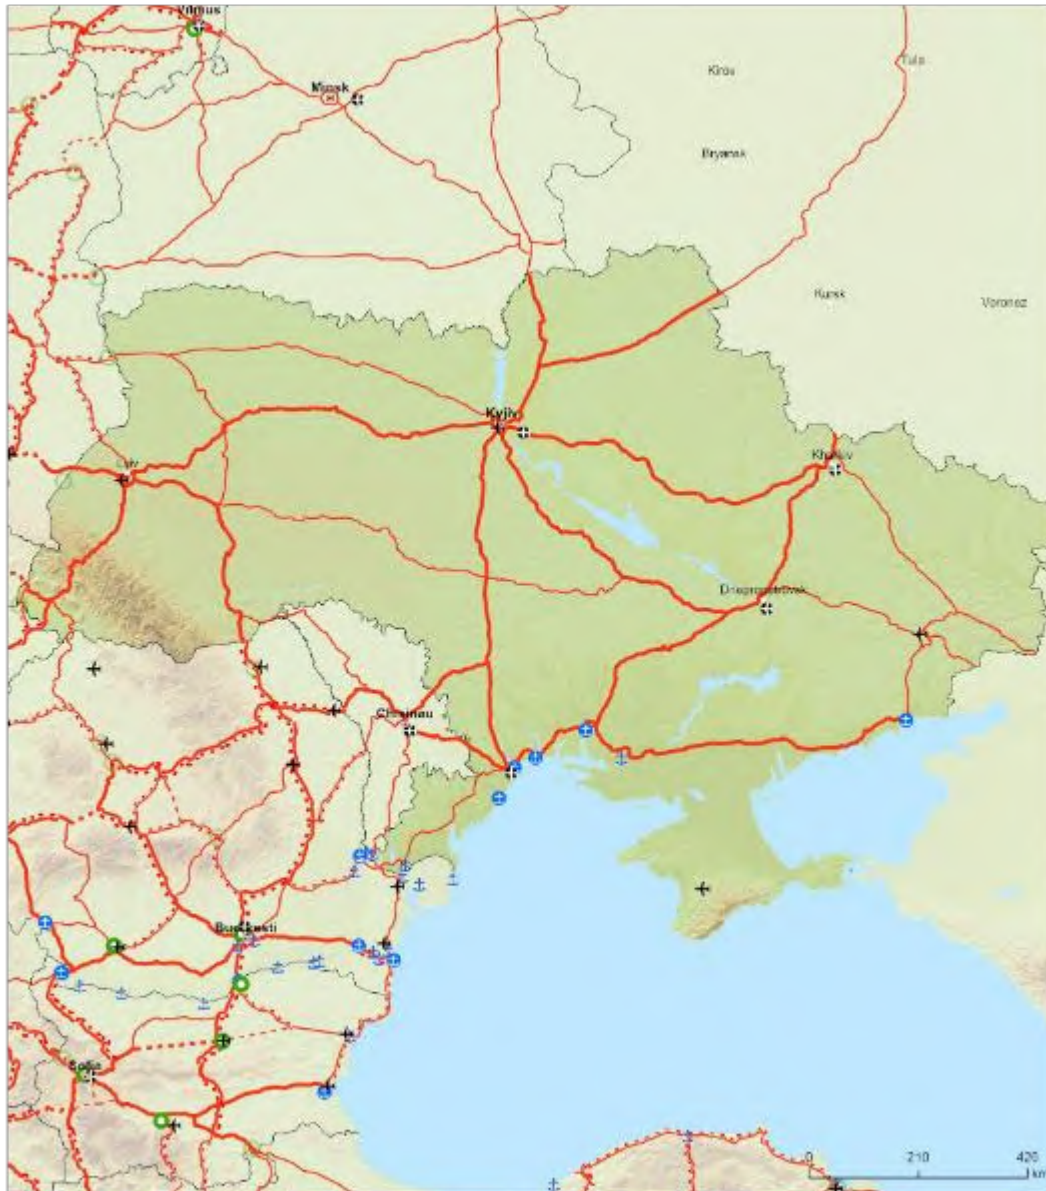 Vilnius
Tula
Kirov
Minsk
Bryansk
Kursk
Voronez
Kyjiv
Lviv
Kharkiv
Dnepropetrovsk
Chisinau
Bucuresti
Sofia
0 210 420
km